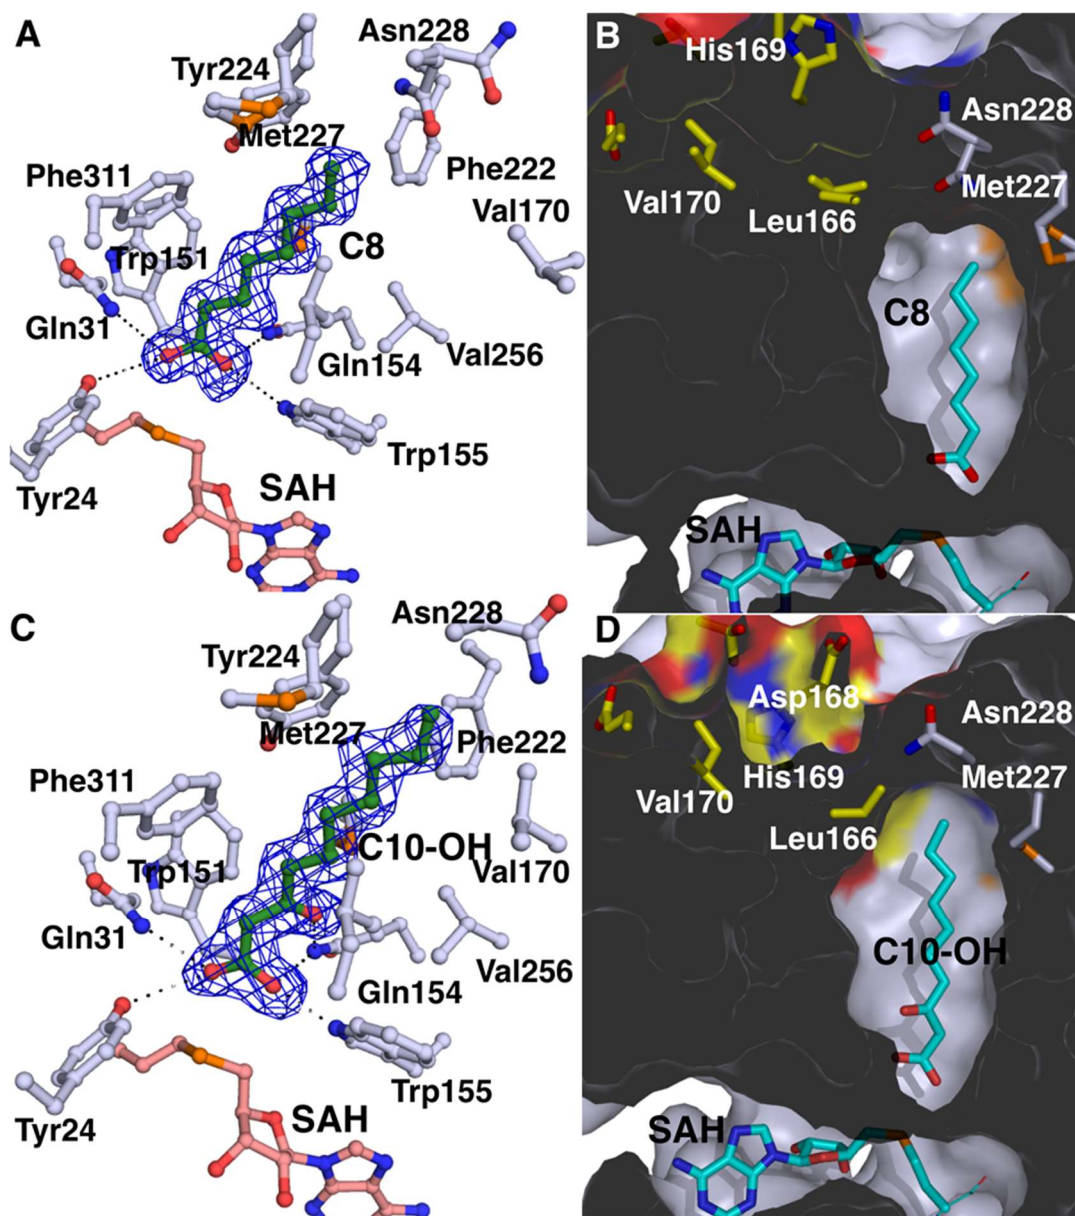 A
Asn228
Tyr224
Met227
Phe311
Phe222
Val170
Trp151
C8
Gln31
Gln154
Val256
Trp155
SAH
Tyr24
B
His169
Asn228
Met227
Val170
Leu166
C8
SAH
C
Asn228
Tyr224
Met227
Phe222
Phe311
C10-OH
Trp151
Val170
Gln31
Val256
Gln154
Trp155
SAH
Tyr24
D
Asp168
Asn228
His169
Met227
Val170
Leu166
C10-OH
SAH